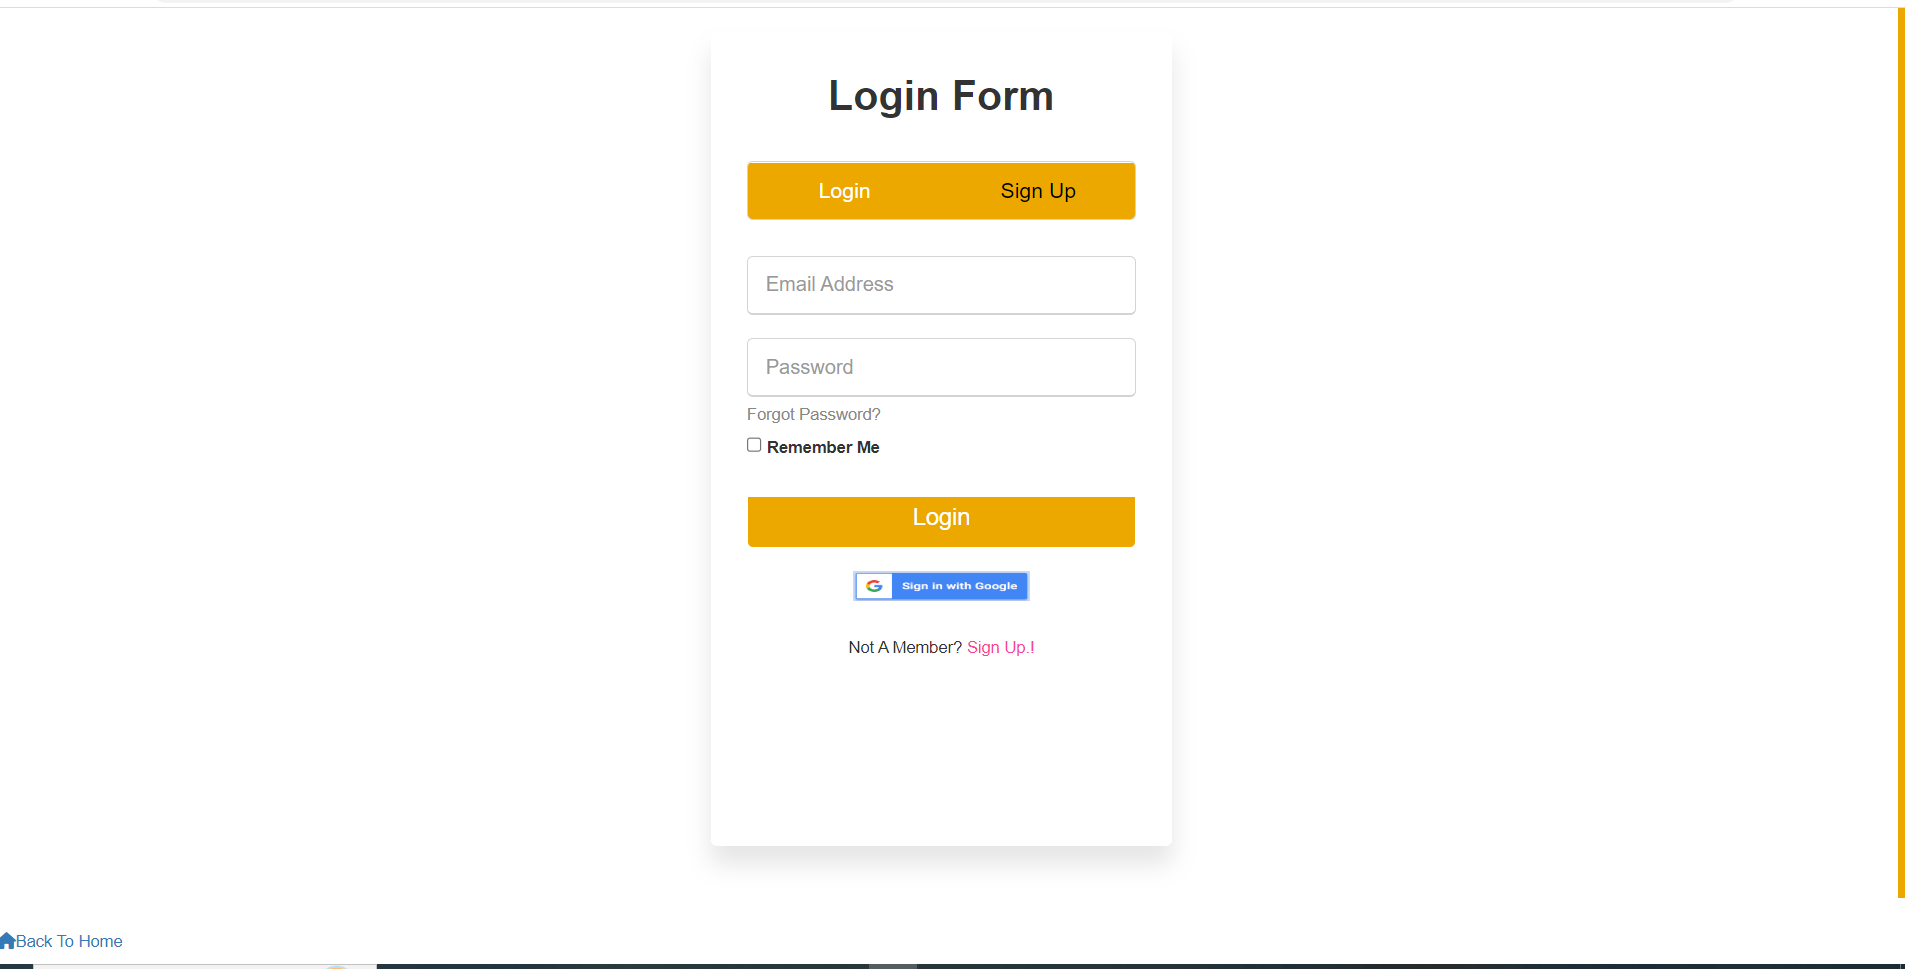 Login Form
Login Sign Up
Email Address
Password
Forgot Password?
Remember Me
Login
Sign in with Google
Not A Member? Sign Up.!
Back To Home